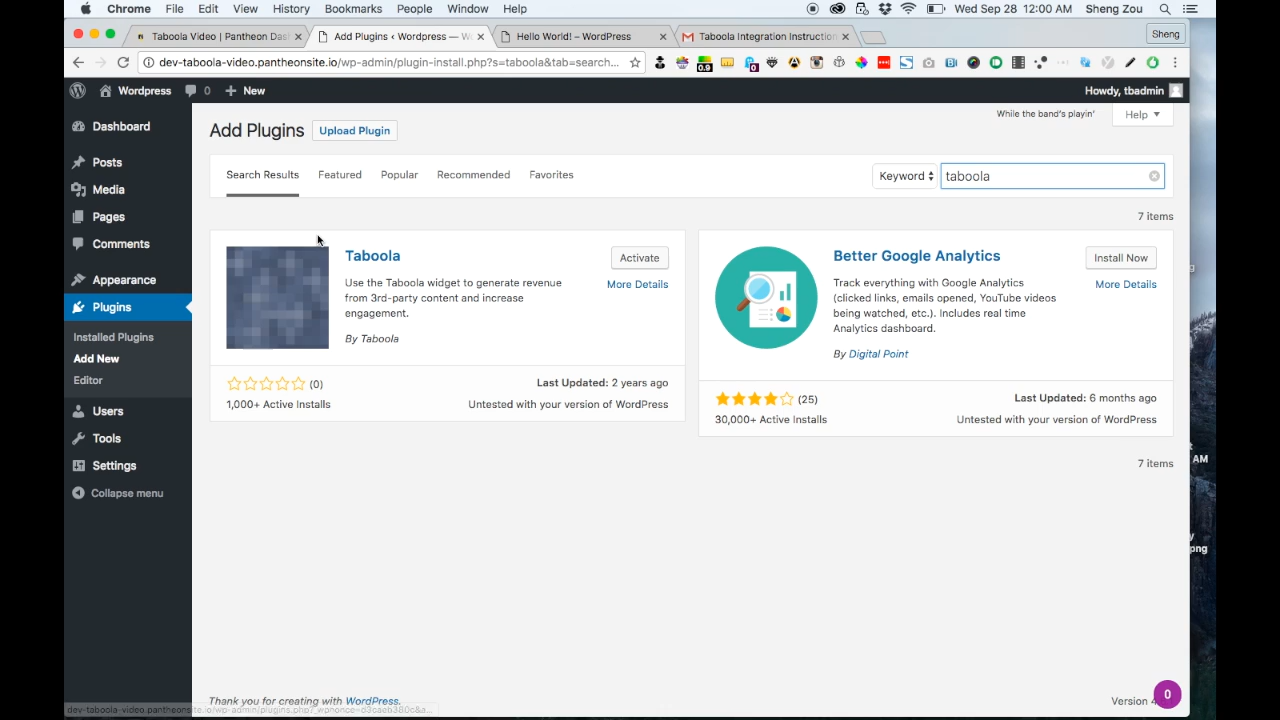 Chrome File Edit View History Bookmarks People Window Help Wed Sep 28 12:00 AM Sheng Zou
Taboola Video | Pantheon Das
Add Plugins ‹ Wordpress — W
Hello World! – WordPress
Taboola Integration Instruction
Sheng
dev-taboola-video.pantheonsite.io/wp-admin/plugin-install.php?s=taboola&tab=search...
0.9
0
Wordpress 0 New Howdy, tbadmin
Dashboard
Posts
Media
Pages
Comments
Appearance
Plugins
Installed Plugins
Add New
Editor
Users
Tools
Settings
Collapse menu
While the band's playin'
Help
Add Plugins Upload Plugin
Search Results Featured Popular Recommended Favorites
Keyword taboola
7 items
Taboola
Activate
Use the Taboola widget to generate revenue
from 3rd-party content and increase
engagement.
More Details
By Taboola
(0)
Last Updated: 2 years ago
1,000+ Active Installs
Untested with your version of WordPress
Better Google Analytics
Install Now
Track everything with Google Analytics
(clicked links, emails opened, YouTube videos
being watched, etc.). Includes real time
Analytics dashboard.
More Details
By Digital Point
(25)
Last Updated: 6 months ago
30,000+ Active Installs
Untested with your version of WordPress
7 items
AM
png
Thank you for creating with WordPress.
Version
0